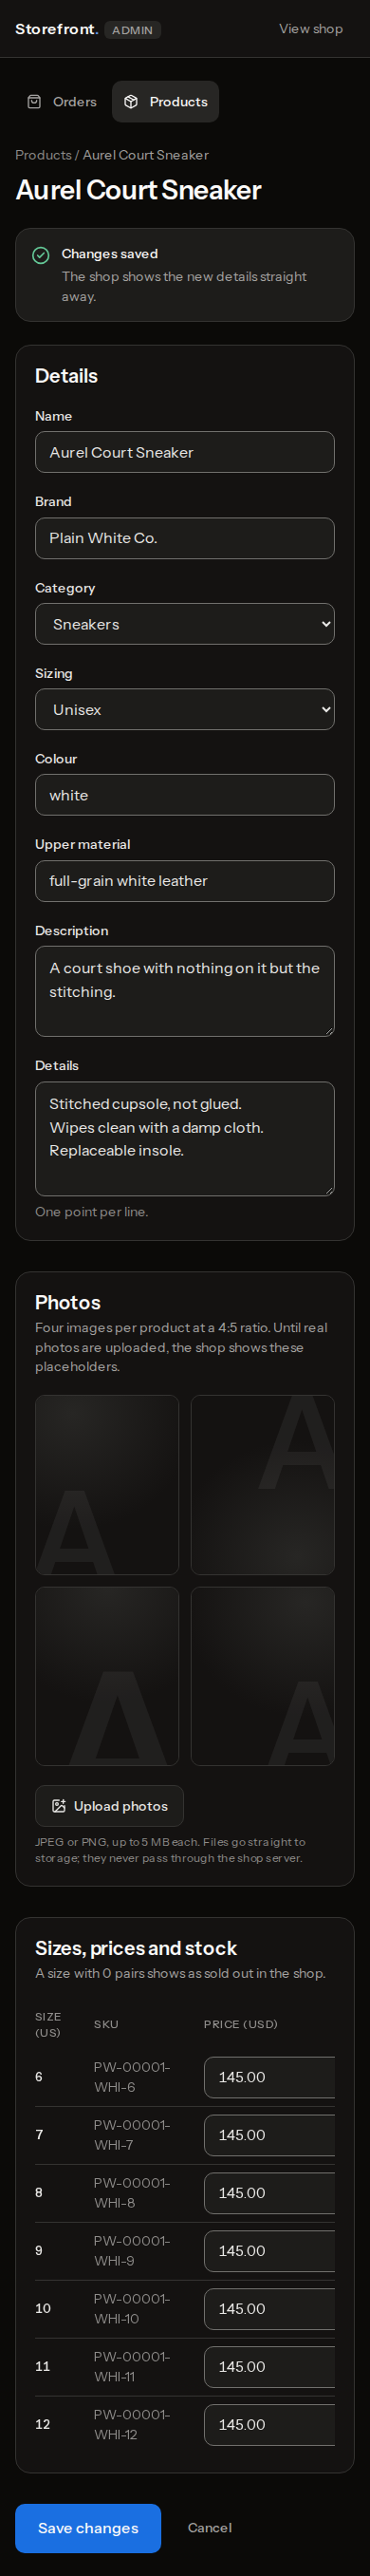 Storefront. ADMIN View shop
Orders Products
Products / Aurel Court Sneaker
Aurel Court Sneaker
Changes saved
The shop shows the new details straight
away.
Details
Name
Aurel Court Sneaker
Brand
Plain White Co.
Category
Sneakers
Sizing
Unisex
Colour
white
Upper material
full-grain white leather
Description
A court shoe with nothing on it but the
stitching.
Details
Stitched cupsole, not glued.
Wipes clean with a damp cloth.
Replaceable insole.
One point per line.
Photos
Four images per product at a 4:5 ratio. Until real
photos are uploaded, the shop shows these
placeholders.
A A
A A
Upload photos
JPEG or PNG, up to 5 MB each. Files go straight to
storage; they never pass through the shop server.
Sizes, prices and stock
A size with 0 pairs shows as sold out in the shop.
SIZE
(US) SKU PRICE (USD)
6 PW-00001-
WHI-6 145.00
7 PW-00001-
WHI-7 145.00
8 PW-00001-
WHI-8 145.00
9 PW-00001-
WHI-9 145.00
10 PW-00001-
WHI-10 145.00
11 PW-00001-
WHI-11 145.00
12 PW-00001-
WHI-12 145.00
Save changes Cancel